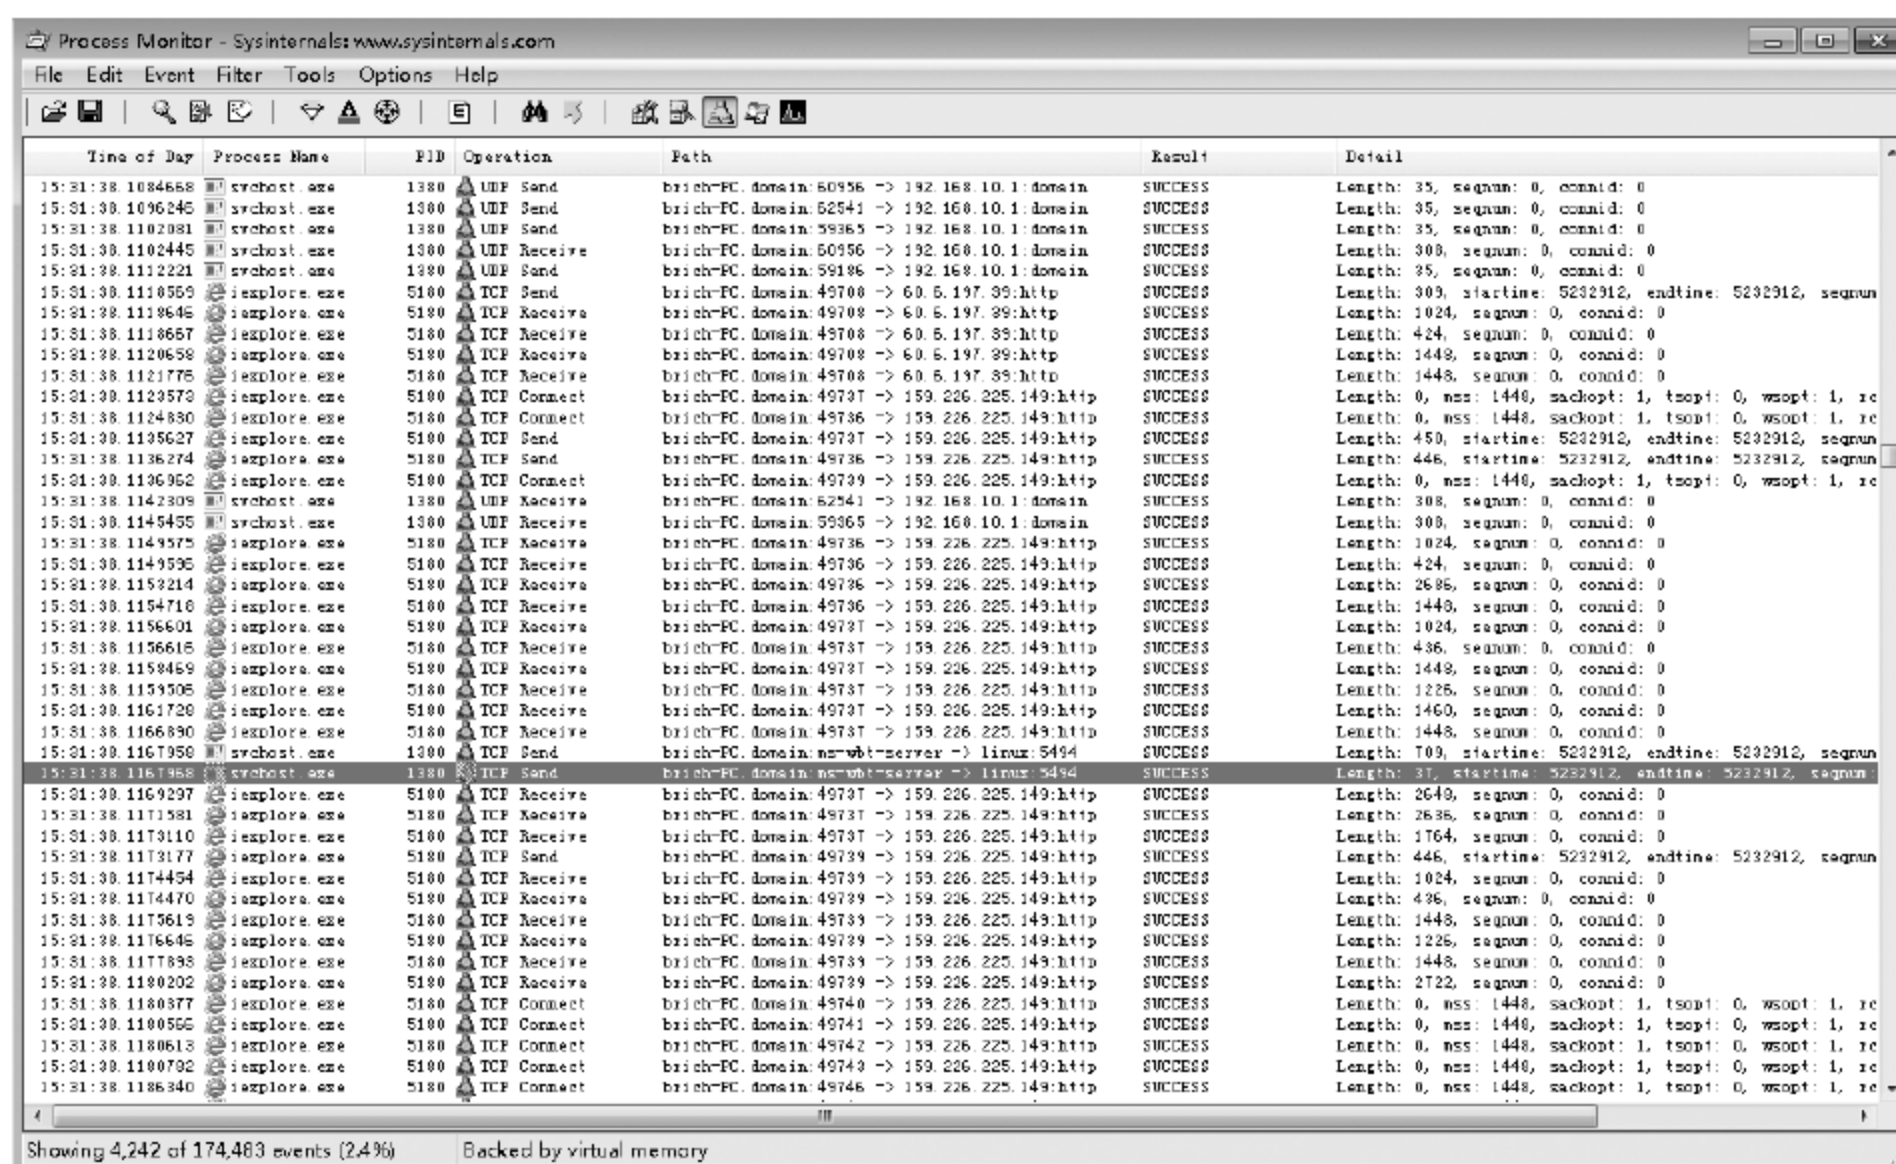 Process Monitor - Sysinternals: www.sysinternals.com
File Edit Event Filter Tools Options Help
Time of Day Process Name PID Operation Path Result Detail
15:31:38.1084668 svchost.exe 1380 UDP Send brich-PC.domain:60956 -> 192.168.10.1:domain SUCCESS Length: 35, seqnum: 0, connid: 0
15:31:38.1096246 svchost.exe 1380 UDP Send brich-PC.domain:62541 -> 192.168.10.1:domain SUCCESS Length: 35, seqnum: 0, connid: 0
15:31:38.1102081 svchost.exe 1380 UDP Send brich-PC.domain:59365 -> 192.168.10.1:domain SUCCESS Length: 35, seqnum: 0, connid: 0
15:31:38.1102445 svchost.exe 1380 UDP Receive brich-PC.domain:60956 -> 192.168.10.1:domain SUCCESS Length: 308, seqnum: 0, connid: 0
15:31:38.1112221 svchost.exe 1380 UDP Send brich-PC.domain:59186 -> 192.168.10.1:domain SUCCESS Length: 35, seqnum: 0, connid: 0
15:31:38.1118569 iexplore.exe 5180 TCP Send brich-PC.domain:49708 -> 60.6.197.39:http SUCCESS Length: 309, startime: 5232912, endtime: 5232912, seqnum
15:31:38.1118646 iexplore.exe 5180 TCP Receive brich-PC.domain:49708 -> 60.6.197.39:http SUCCESS Length: 1024, seqnum: 0, connid: 0
15:31:38.1118667 iexplore.exe 5180 TCP Receive brich-PC.domain:49708 -> 60.6.197.39:http SUCCESS Length: 424, seqnum: 0, connid: 0
15:31:38.1120658 iexplore.exe 5180 TCP Receive brich-PC.domain:49708 -> 60.6.197.39:http SUCCESS Length: 1448, seqnum: 0, connid: 0
15:31:38.1121776 iexplore.exe 5180 TCP Receive brich-PC.domain:49708 -> 60.6.197.39:http SUCCESS Length: 1448, seqnum: 0, connid: 0
15:31:38.1123573 iexplore.exe 5180 TCP Connect brich-PC.domain:49737 -> 159.226.225.149:http SUCCESS Length: 0, mss: 1448, sackopt: 1, tsopt: 0, wsopt: 1, rc
15:31:38.1124830 iexplore.exe 5180 TCP Connect brich-PC.domain:49736 -> 159.226.225.149:http SUCCESS Length: 0, mss: 1448, sackopt: 1, tsopt: 0, wsopt: 1, rc
15:31:38.1135627 iexplore.exe 5180 TCP Send brich-PC.domain:49737 -> 159.226.225.149:http SUCCESS Length: 450, startime: 5232912, endtime: 5232912, seqnum
15:31:38.1136274 iexplore.exe 5180 TCP Send brich-PC.domain:49736 -> 159.226.225.149:http SUCCESS Length: 446, startime: 5232912, endtime: 5232912, seqnum
15:31:38.1136962 iexplore.exe 5180 TCP Connect brich-PC.domain:49739 -> 159.226.225.149:http SUCCESS Length: 0, mss: 1448, sackopt: 1, tsopt: 0, wsopt: 1, rc
15:31:38.1142309 svchost.exe 1380 UDP Receive brich-PC.domain:62541 -> 192.168.10.1:domain SUCCESS Length: 308, seqnum: 0, connid: 0
15:31:38.1145455 svchost.exe 1380 UDP Receive brich-PC.domain:59365 -> 192.168.10.1:domain SUCCESS Length: 308, seqnum: 0, connid: 0
15:31:38.1149575 iexplore.exe 5180 TCP Receive brich-PC.domain:49736 -> 159.226.225.149:http SUCCESS Length: 1024, seqnum: 0, connid: 0
15:31:38.1149595 iexplore.exe 5180 TCP Receive brich-PC.domain:49736 -> 159.226.225.149:http SUCCESS Length: 424, seqnum: 0, connid: 0
15:31:38.1153214 iexplore.exe 5180 TCP Receive brich-PC.domain:49736 -> 159.226.225.149:http SUCCESS Length: 2686, seqnum: 0, connid: 0
15:31:38.1154718 iexplore.exe 5180 TCP Receive brich-PC.domain:49736 -> 159.226.225.149:http SUCCESS Length: 1448, seqnum: 0, connid: 0
15:31:38.1156601 iexplore.exe 5180 TCP Receive brich-PC.domain:49737 -> 159.226.225.149:http SUCCESS Length: 1024, seqnum: 0, connid: 0
15:31:38.1156616 iexplore.exe 5180 TCP Receive brich-PC.domain:49737 -> 159.226.225.149:http SUCCESS Length: 436, seqnum: 0, connid: 0
15:31:38.1158469 iexplore.exe 5180 TCP Receive brich-PC.domain:49737 -> 159.226.225.149:http SUCCESS Length: 1448, seqnum: 0, connid: 0
15:31:38.1159506 iexplore.exe 5180 TCP Receive brich-PC.domain:49737 -> 159.226.225.149:http SUCCESS Length: 1226, seqnum: 0, connid: 0
15:31:38.1161728 iexplore.exe 5180 TCP Receive brich-PC.domain:49737 -> 159.226.225.149:http SUCCESS Length: 1460, seqnum: 0, connid: 0
15:31:38.1166890 iexplore.exe 5180 TCP Receive brich-PC.domain:49737 -> 159.226.225.149:http SUCCESS Length: 1448, seqnum: 0, connid: 0
15:31:38.1167958 svchost.exe 1380 TCP Send brich-PC.domain:ms-wbt-server -> linux:5494 SUCCESS Length: 709, startime: 5232912, endtime: 5232912, seqnum
15:31:38.1167968 svchost.exe 1380 TCP Send brich-PC.domain:ms-wbt-server -> linux:5494 SUCCESS Length: 37, startime: 5232912, endtime: 5232912, seqnum:
15:31:38.1169297 iexplore.exe 5180 TCP Receive brich-PC.domain:49737 -> 159.226.225.149:http SUCCESS Length: 2648, seqnum: 0, connid: 0
15:31:38.1171581 iexplore.exe 5180 TCP Receive brich-PC.domain:49737 -> 159.226.225.149:http SUCCESS Length: 2636, seqnum: 0, connid: 0
15:31:38.1173110 iexplore.exe 5180 TCP Receive brich-PC.domain:49737 -> 159.226.225.149:http SUCCESS Length: 1764, seqnum: 0, connid: 0
15:31:38.1173177 iexplore.exe 5180 TCP Send brich-PC.domain:49739 -> 159.226.225.149:http SUCCESS Length: 446, startime: 5232912, endtime: 5232912, seqnum
15:31:38.1174454 iexplore.exe 5180 TCP Receive brich-PC.domain:49739 -> 159.226.225.149:http SUCCESS Length: 1024, seqnum: 0, connid: 0
15:31:38.1174470 iexplore.exe 5180 TCP Receive brich-PC.domain:49739 -> 159.226.225.149:http SUCCESS Length: 436, seqnum: 0, connid: 0
15:31:38.1175619 iexplore.exe 5180 TCP Receive brich-PC.domain:49739 -> 159.226.225.149:http SUCCESS Length: 1448, seqnum: 0, connid: 0
15:31:38.1176646 iexplore.exe 5180 TCP Receive brich-PC.domain:49739 -> 159.226.225.149:http SUCCESS Length: 1226, seqnum: 0, connid: 0
15:31:38.1177893 iexplore.exe 5180 TCP Receive brich-PC.domain:49739 -> 159.226.225.149:http SUCCESS Length: 1448, seqnum: 0, connid: 0
15:31:38.1180202 iexplore.exe 5180 TCP Receive brich-PC.domain:49739 -> 159.226.225.149:http SUCCESS Length: 2722, seqnum: 0, connid: 0
15:31:38.1180377 iexplore.exe 5180 TCP Connect brich-PC.domain:49740 -> 159.226.225.149:http SUCCESS Length: 0, mss: 1448, sackopt: 1, tsopt: 0, wsopt: 1, rc
15:31:38.1180566 iexplore.exe 5180 TCP Connect brich-PC.domain:49741 -> 159.226.225.149:http SUCCESS Length: 0, mss: 1448, sackopt: 1, tsopt: 0, wsopt: 1, rc
15:31:38.1180613 iexplore.exe 5180 TCP Connect brich-PC.domain:49742 -> 159.226.225.149:http SUCCESS Length: 0, mss: 1448, sackopt: 1, tsopt: 0, wsopt: 1, rc
15:31:38.1180792 iexplore.exe 5180 TCP Connect brich-PC.domain:49743 -> 159.226.225.149:http SUCCESS Length: 0, mss: 1448, sackopt: 1, tsopt: 0, wsopt: 1, rc
15:31:38.1186340 iexplore.exe 5180 TCP Connect brich-PC.domain:49746 -> 159.226.225.149:http SUCCESS Length: 0, mss: 1448, sackopt: 1, tsopt: 0, wsopt: 1, rc
Showing 4,242 of 174,483 events (2.4%) Backed by virtual memory